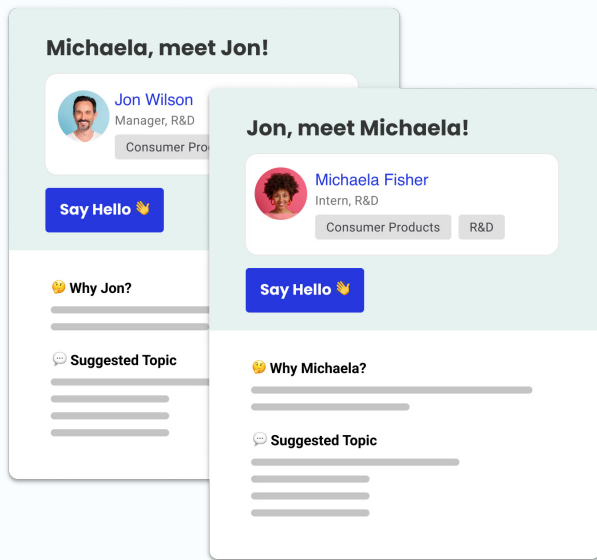 Michaela, meet Jon!
Jon Wilson
Manager, R&D
Consumer
Say Hello 👋
🤔 Why Jon?
💬 Suggested Topic
Jon, meet Michaela!
Michaela Fisher
Intern, R&D
Consumer Products R&D
Say Hello 👋
🤔 Why Michaela?
💬 Suggested Topic